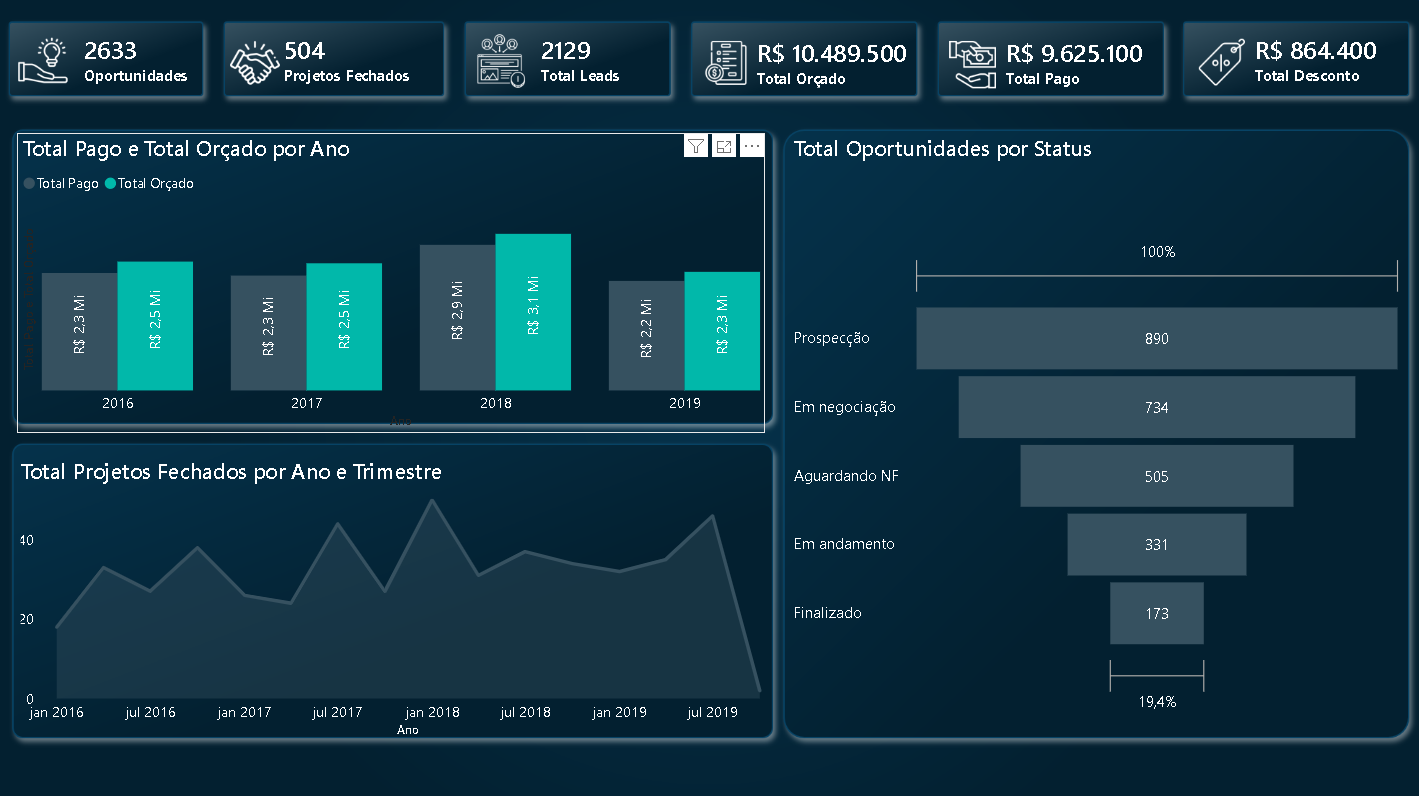 2633
Oportunidades
504
Projetos Fechados
2129
Total Leads
R$ 10.489.500
Total Orçado
R$ 9.625.100
Total Pago
R$ 864.400
Total Desconto
Total Pago e Total Orçado por Ano
Total Pago Total Orçado
R$ 2,3 Mi
R$ 2,5 Mi
R$ 2,3 Mi
R$ 2,5 Mi
R$ 2,9 Mi
R$ 3,1 Mi
R$ 2,2 Mi
R$ 2,3 Mi
2016 2017 2018 2019
Ano
Total Projetos Fechados por Ano e Trimestre
40
20
0
jan 2016 jul 2016 jan 2017 jul 2017 jan 2018 jul 2018 jan 2019 jul 2019
Ano
Total Oportunidades por Status
100%
Prospecção 890
Em negociação 734
Aguardando NF 505
Em andamento 331
Finalizado 173
19,4%